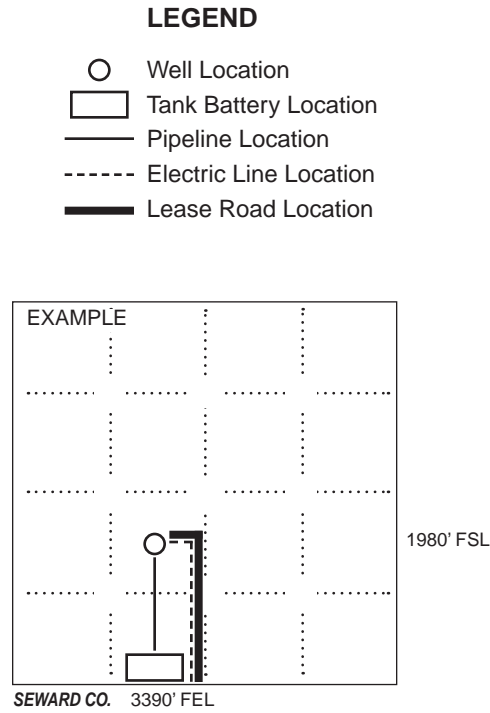 LEGEND
Well Location
Tank Battery Location
Pipeline Location
Electric Line Location
Lease Road Location
EXAMPLE
1980' FSL
SEWARD CO. 3390' FEL